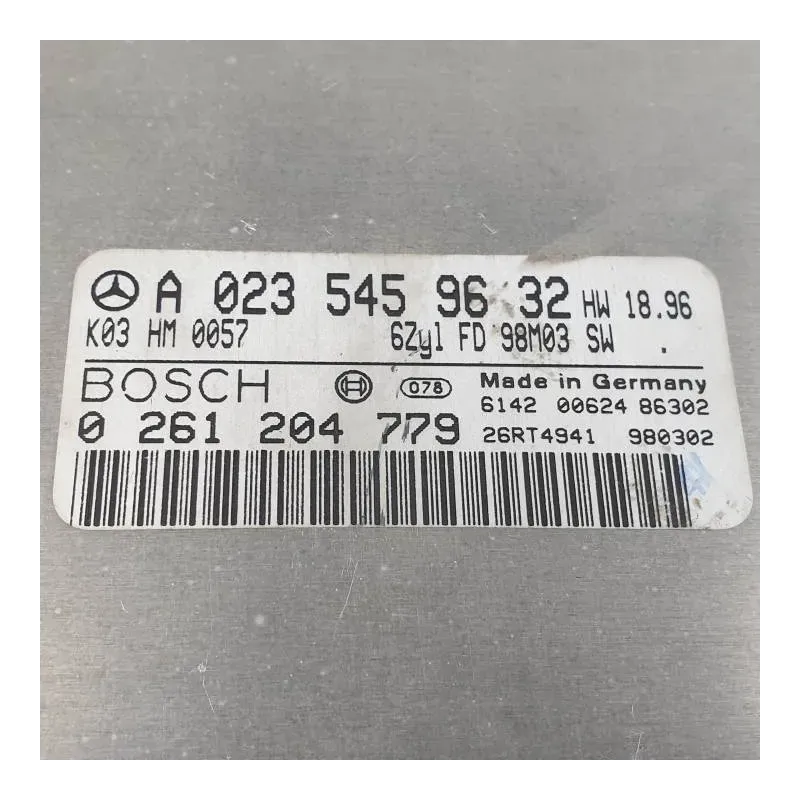 A 023 545 96 32 HW 18.96
K03 HM 0057 6Zyl FD 98M03 SW .
BOSCH 078 Made in Germany
6142 00624 86302
0 261 204 779 26RT4941 980302